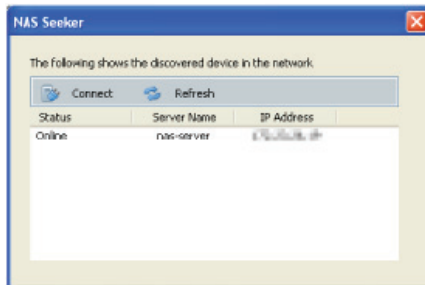 NAS Seeker
The following shows the discovered device in the network
Connect Refresh
Status Server Name IP Address
Online nas-server